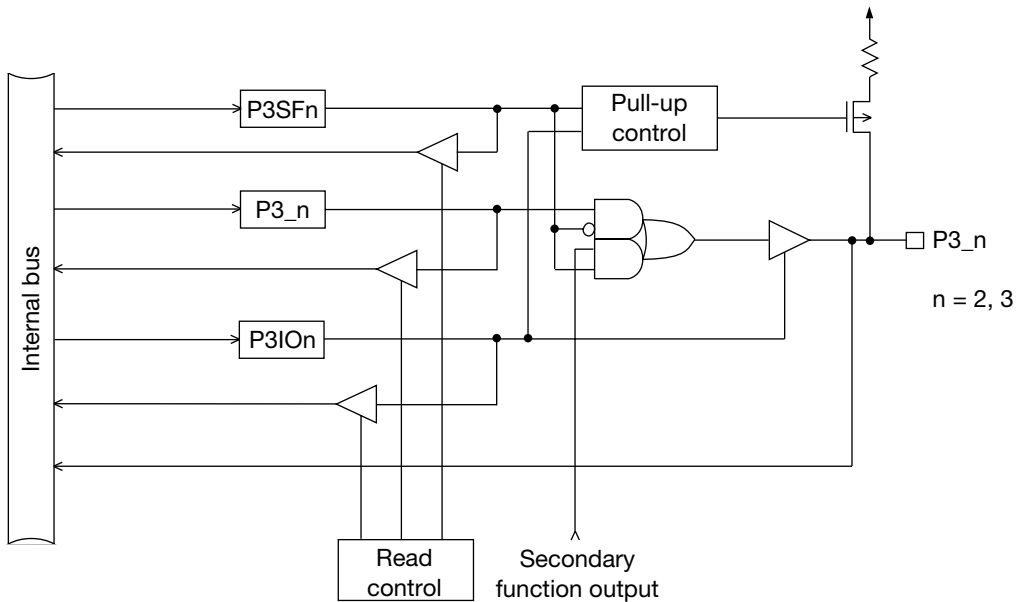 P3SFn
Pull-up
control
P3_n
P3_n
n = 2, 3
Internal bus
P3IOn
Read
control
Secondary
function output